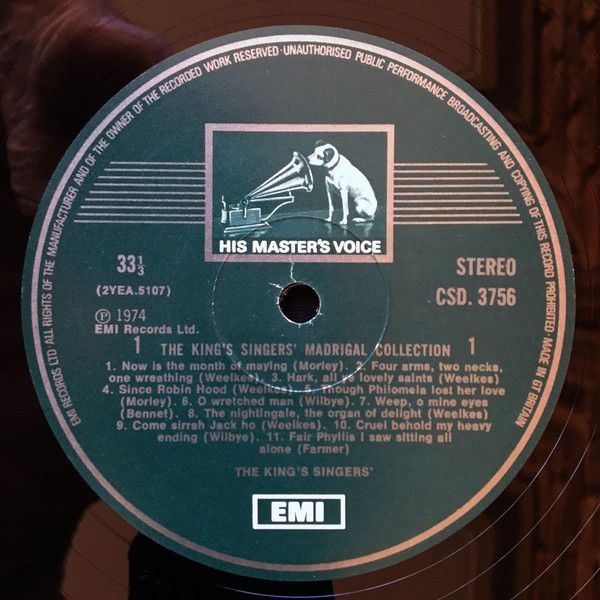 EMI RECORDS LTD · ALL RIGHTS OF THE MANUFACTURER AND OF THE OWNER OF THE RECORDED WORK RESERVED · UNAUTHORISED PUBLIC PERFORMANCE BROADCASTING AND COPYING OF THIS RECORD PROHIBITED · MADE IN GT BRITAIN
HIS MASTER'S VOICE
33⅓
STEREO
(2YEA.5107)
CSD. 3756
Ⓟ 1974
EMI Records Ltd.
1 THE KING'S SINGERS' MADRIGAL COLLECTION 1
1. Now is the month of maying (Morley). 2. Four arms, two necks,
one wreathing (Weelkes). 3. Hark, all ye lovely saints (Weelkes)
4. Since Robin Hood (Weelkes). 5. Though Philomela lost her love
(Morley). 6. O wretched man (Wilbye). 7. Weep, o mine eyes
(Bennet). 8. The nightingale, the organ of delight (Weelkes)
9. Come sirrah Jack ho (Weelkes). 10. Cruel behold my heavy
ending (Wilbye). 11. Fair Phyllis I saw sitting all
alone (Farmer)
THE KING'S SINGERS'
EMI